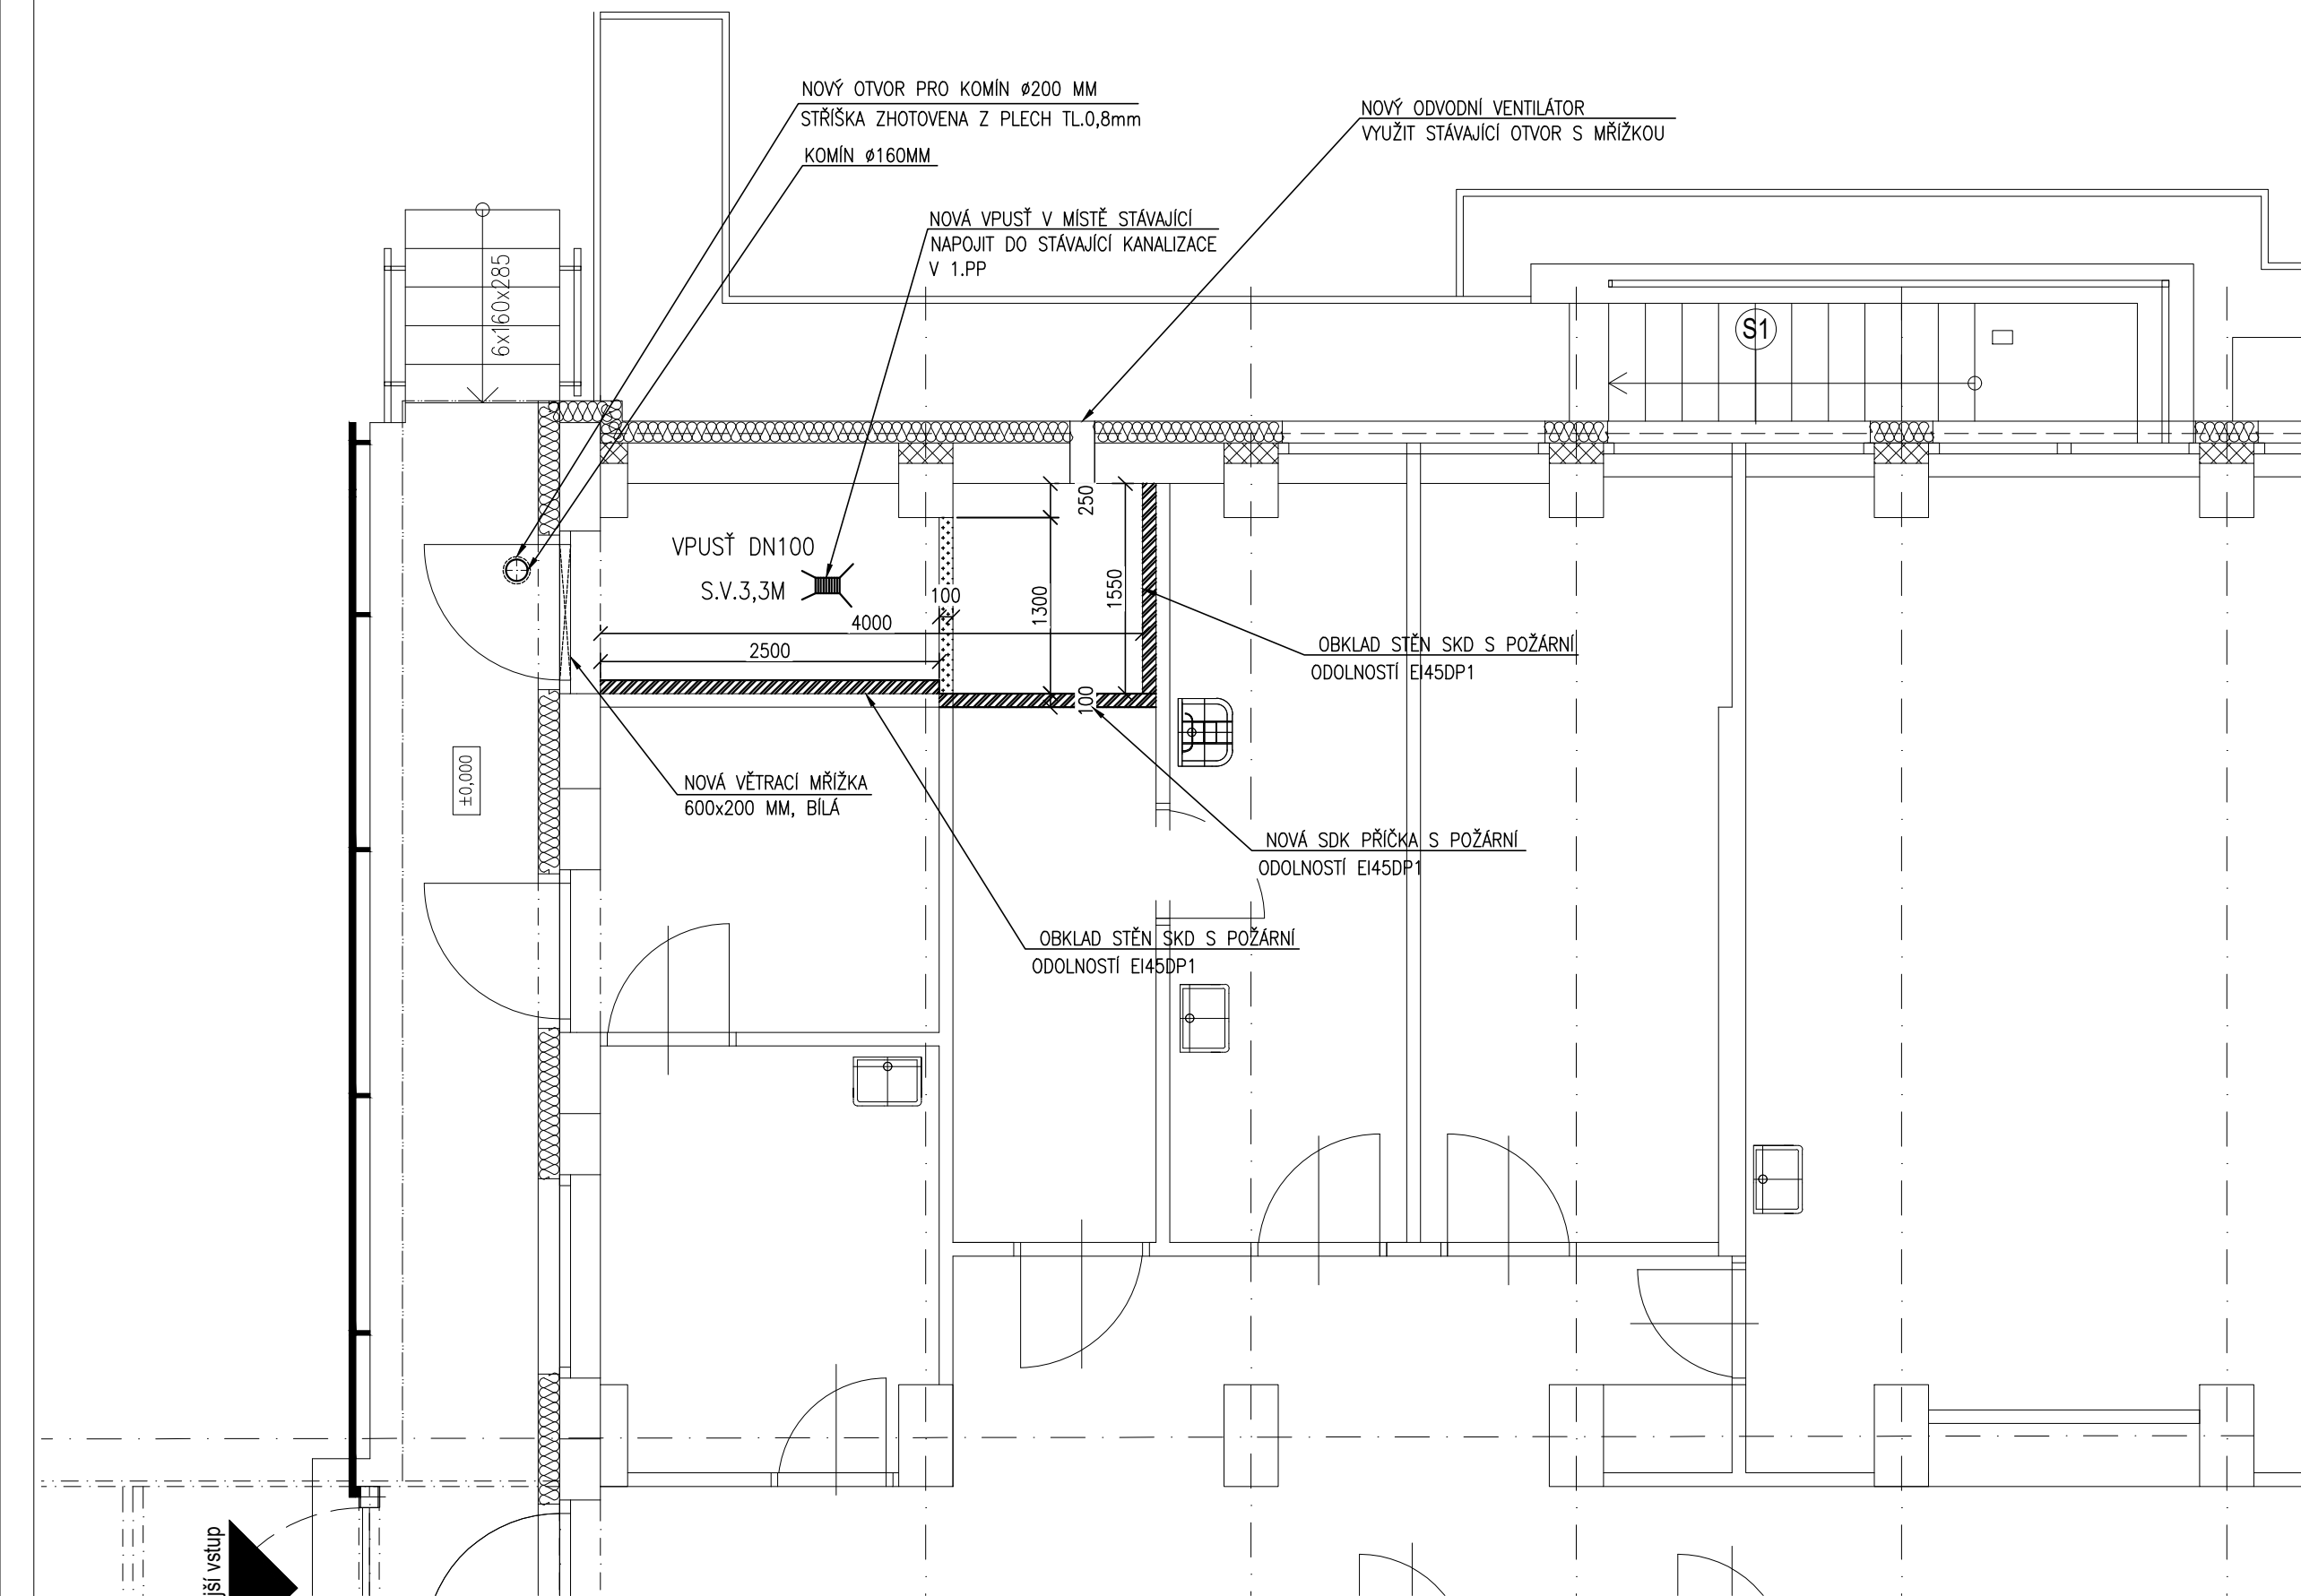 NOVÝ OTVOR PRO KOMÍN ø200 MM
STŘÍŠKA ZHOTOVENA Z PLECH TL.0,8mm
KOMÍN ø160MM
NOVÝ ODVODNÍ VENTILÁTOR
VYUŽIT STÁVAJÍCÍ OTVOR S MŘÍŽKOU
NOVÁ VPUSŤ V MÍSTĚ STÁVAJÍCÍ
NAPOJIT DO STÁVAJÍCÍ KANALIZACE
V 1.PP
6x160x285
S1
250
VPUSŤ DN100
S.V.3,3M
100
1300
1550
4000
2500
OBKLAD STĚN SKD S POŽÁRNÍ
ODOLNOSTÍ EI45DP1
100
±0,000
NOVÁ VĚTRACÍ MŘÍŽKA
600x200 MM, BÍLÁ
NOVÁ SDK PŘÍČKA S POŽÁRNÍ
ODOLNOSTÍ EI45DP1
OBKLAD STĚN SKD S POŽÁRNÍ
ODOLNOSTÍ EI45DP1
vstup